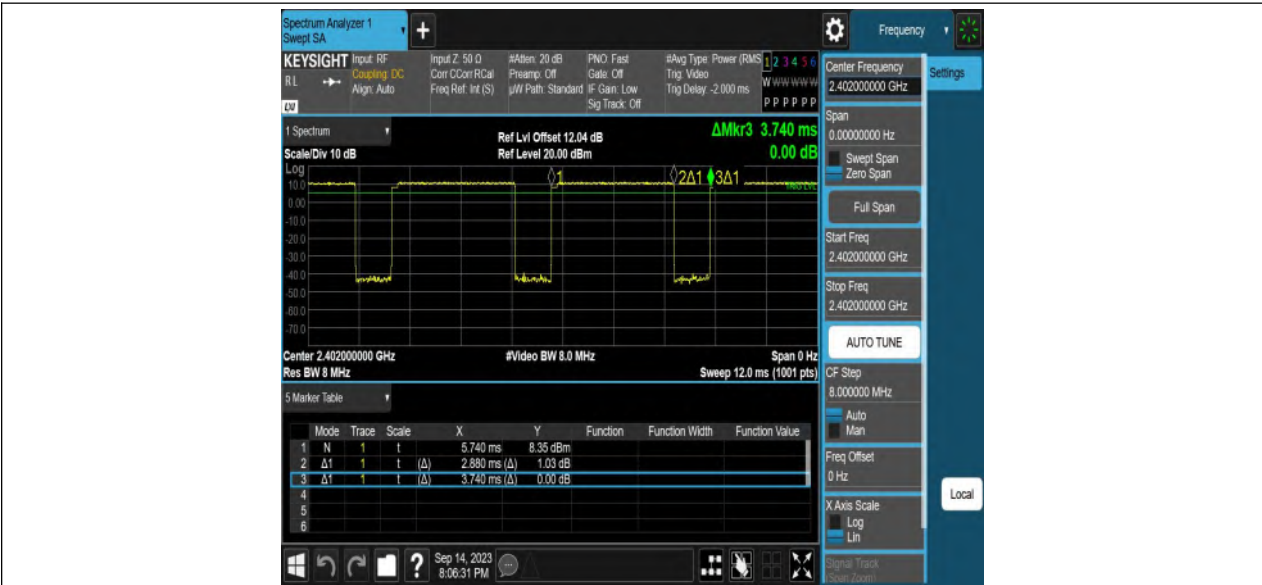 Spectrum Analyzer 1
Swept SA
+
Frequency
KEYSIGHT
RL
LXI
Input: RF
Coupling: DC
Align: Auto
Input Z: 50 Ω
Corr CCorr RCal
Freq Ref: Int (S)
#Atten: 20 dB
Preamp: Off
µW Path: Standard
PNO: Fast
Gate: Off
IF Gain: Low
Sig Track: Off
#Avg Type: Power (RMS
Trig: Video
Trig Delay: -2.000 ms
1 2 3 4 5 6
W W W W W W
P P P P P P
1 Spectrum
Scale/Div 10 dB
Ref Lvl Offset 12.04 dB
Ref Level 20.00 dBm
ΔMkr3 3.740 ms
0.00 dB
Log
10.0
0.00
-10.0
-20.0
-30.0
-40.0
-50.0
-60.0
-70.0
1
2Δ1
3Δ1
TRIG LVL
Center 2.402000000 GHz
Res BW 8 MHz
#Video BW 8.0 MHz
Span 0 Hz
Sweep 12.0 ms (1001 pts)
5 Marker Table
Mode Trace Scale X Y Function Function Width Function Value
1 N 1 t 5.740 ms 8.35 dBm
2 Δ1 1 t (Δ) 2.880 ms (Δ) 1.03 dB
3 Δ1 1 t (Δ) 3.740 ms (Δ) 0.00 dB
4
5
6
?
Sep 14, 2023
8:06:31 PM
Center Frequency
2.402000000 GHz
Settings
Span
0.00000000 Hz
Swept Span
Zero Span
Full Span
Start Freq
2.402000000 GHz
Stop Freq
2.402000000 GHz
AUTO TUNE
CF Step
8.000000 MHz
Auto
Man
Freq Offset
0 Hz
X Axis Scale
Log
Lin
Signal Track
(Span Zoom)
Local